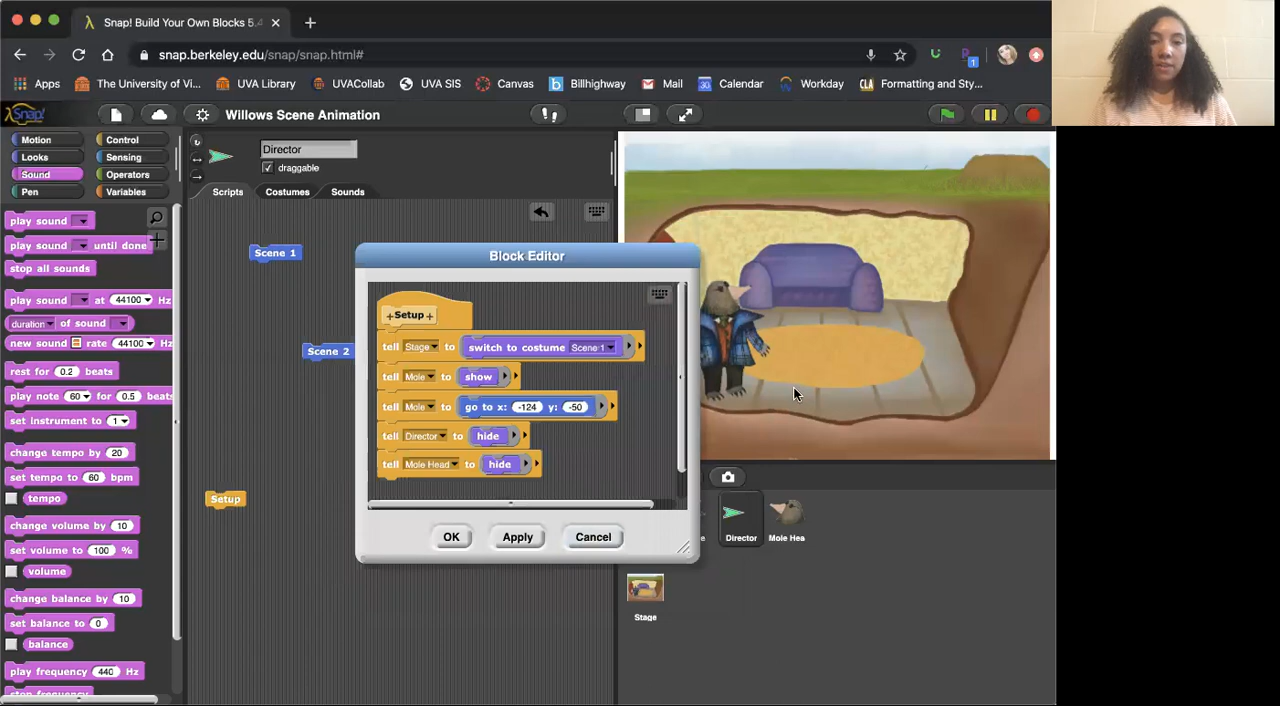 Snap! Build Your Own Blocks 5.4
snap.berkeley.edu/snap/snap.html#
Apps
The University of Vi...
UVA Library
UVACollab
UVA SIS
Canvas
Billhighway
Mail
Calendar
Workday
Formatting and Sty...
Snap!
Willows Scene Animation
Motion
Control
Looks
Sensing
Sound
Operators
Pen
Variables
Director
draggable
Scripts
Costumes
Sounds
play sound
play sound until done
stop all sounds
play sound at 44100 Hz
duration of sound
new sound rate 44100
rest for 0.2 beats
play note 60 for 0.5 beats
set instrument to 1
change tempo by 20
set tempo to 60 bpm
tempo
change volume by 10
set volume to 100 %
volume
change balance by 10
set balance to 0
balance
play frequency 440 Hz
stop frequency
Scene 1
Scene 2
Setup
Block Editor
+Setup+
tell Stage to switch to costume Scene 1
tell Mole to show
tell Mole to go to x: -124 y: -50
tell Director to hide
tell Mole Head to hide
OK
Apply
Cancel
Director
Mole Hea
Stage